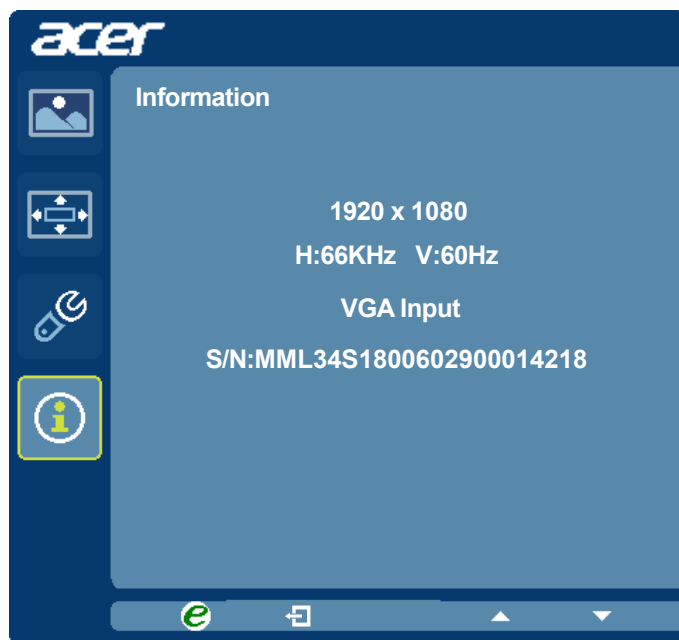 acer
Information
1920 x 1080
H:66KHz V:60Hz
VGA Input
S/N:MML34S1800602900014218
e